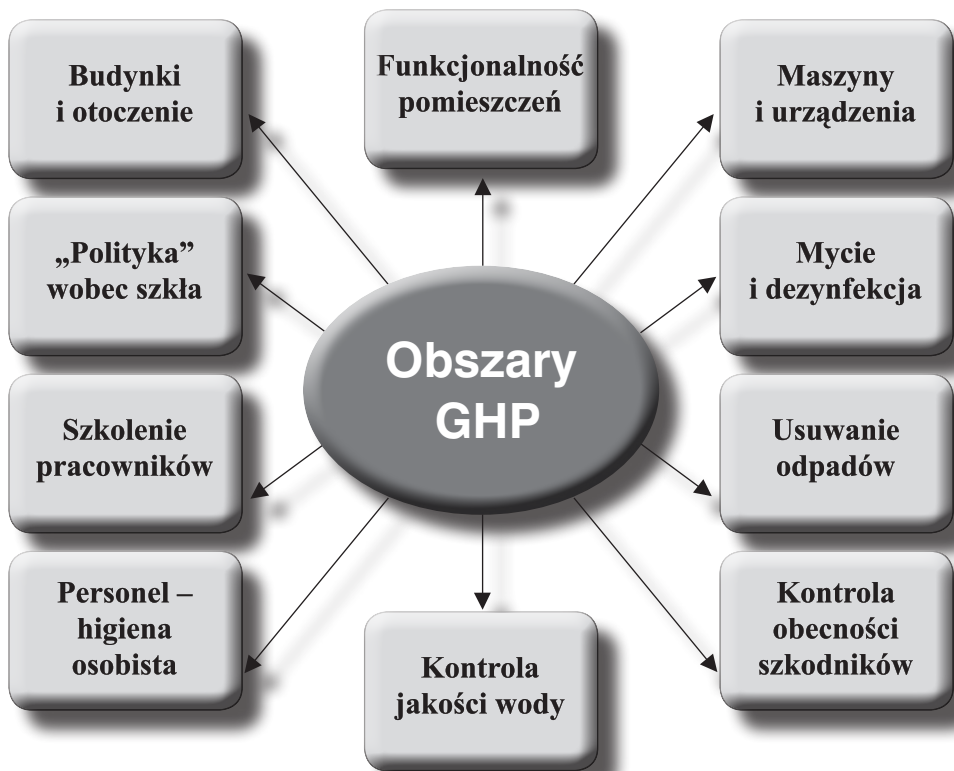 Budynki
i otoczenie
Funkcjonalność
pomieszczeń
Maszyny
i urządzenia
„Polityka”
wobec szkła
Mycie
i dezynfekcja
Obszary
GHP
Szkolenie
pracowników
Usuwanie
odpadów
Personel –
higiena
osobista
Kontrola
jakości wody
Kontrola
obecności
szkodników